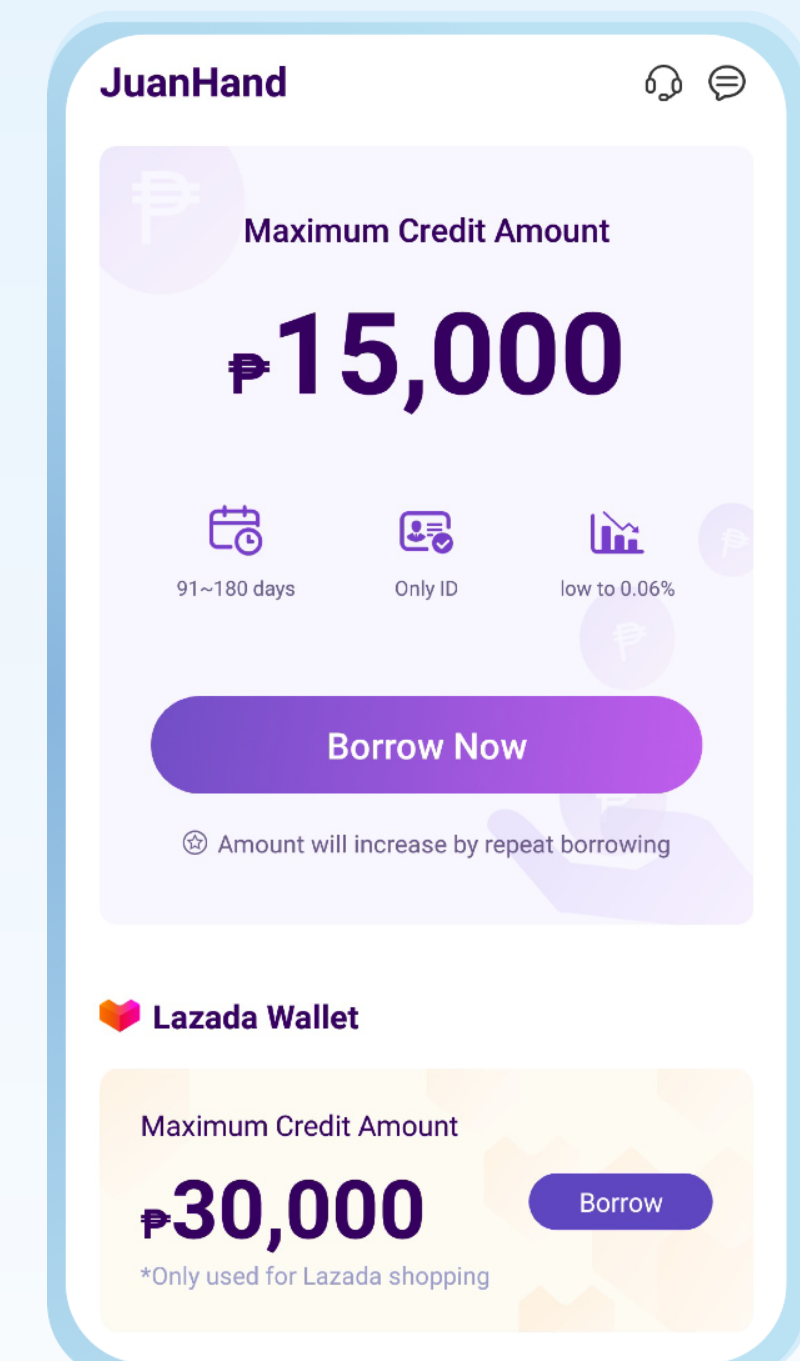 JuanHand
Maximum Credit Amount
₱15,000
91~180 days
Only ID
low to 0.06%
Borrow Now
Amount will increase by repeat borrowing
Lazada Wallet
Maximum Credit Amount
₱30,000
Borrow
*Only used for Lazada shopping